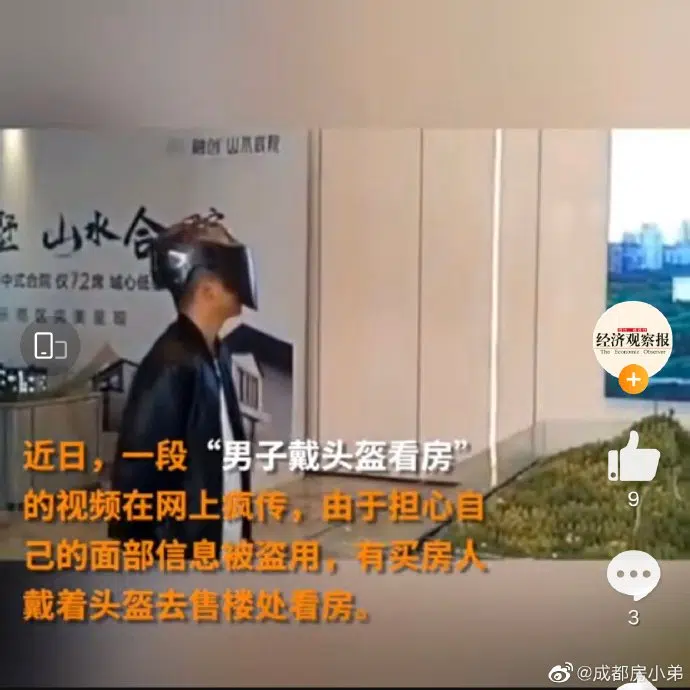 融创 山水合院
墅 山水合院
中式合院 仅72席 城心低
经济观察报
The Economic Observer
近日，一段“男子戴头盔看房”
的视频在网上疯传，由于担心自
己的面部信息被盗用，有买房人
戴着头盔去售楼处看房。
9
3
@成都房小弟